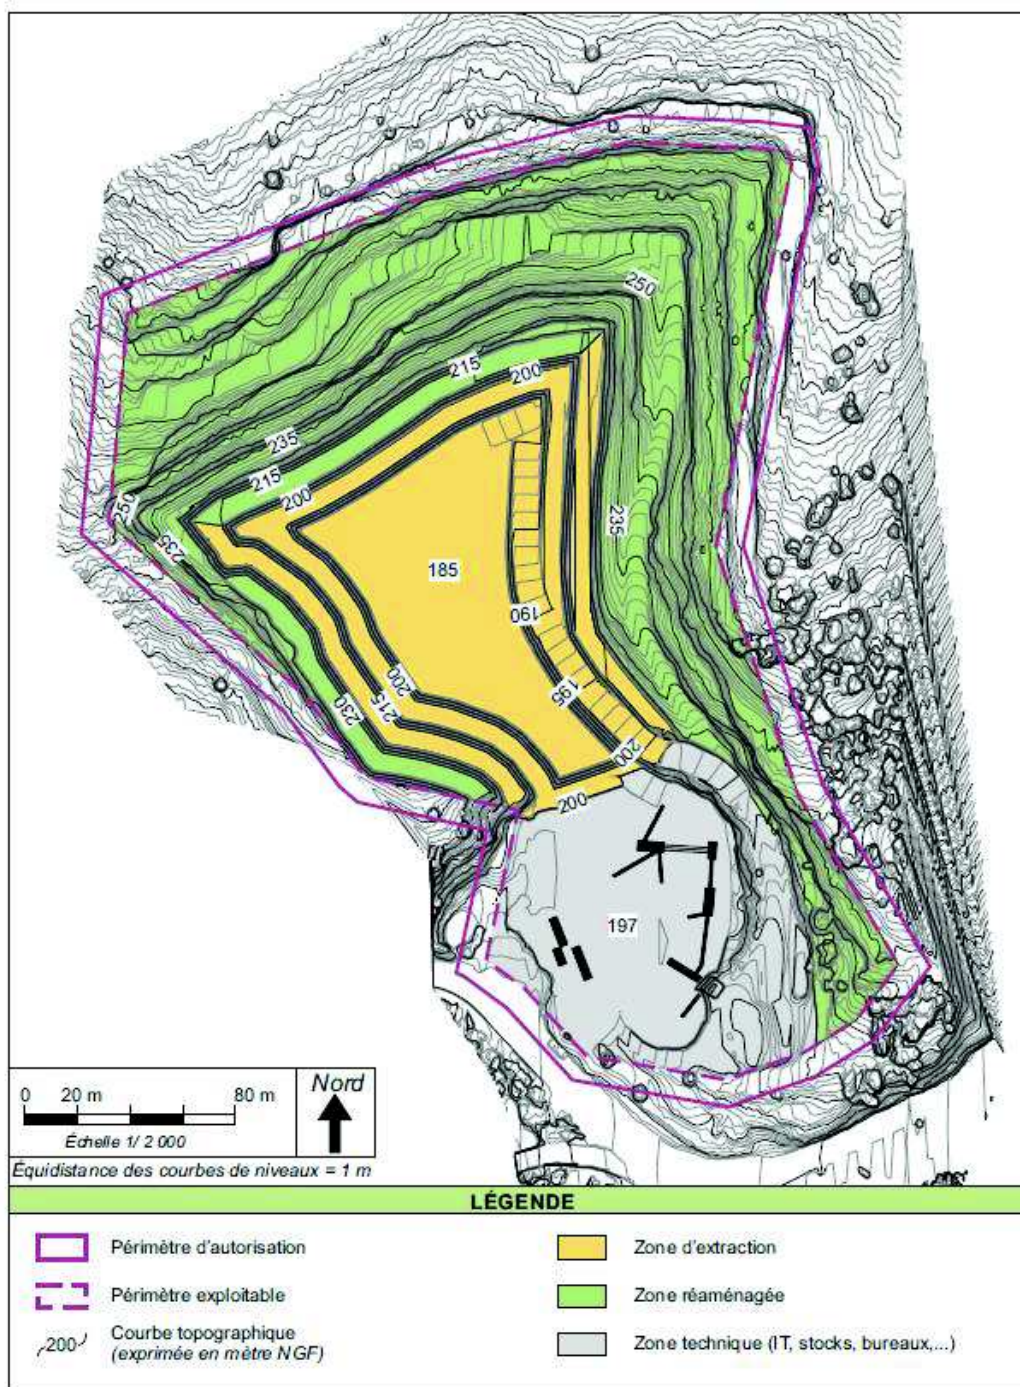 250
215
200
235
215
200
250
235
235
185
190
200
215
230
195
200
200
197
0 20 m 80 m
Échelle 1/ 2 000
Nord
Équidistance des courbes de niveaux = 1 m
LÉGENDE
Périmètre d'autorisation
Zone d'extraction
Périmètre exploitable
Zone réaménagée
200
Courbe topographique
(exprimée en mètre NGF)
Zone technique (IT, stocks, bureaux,...)